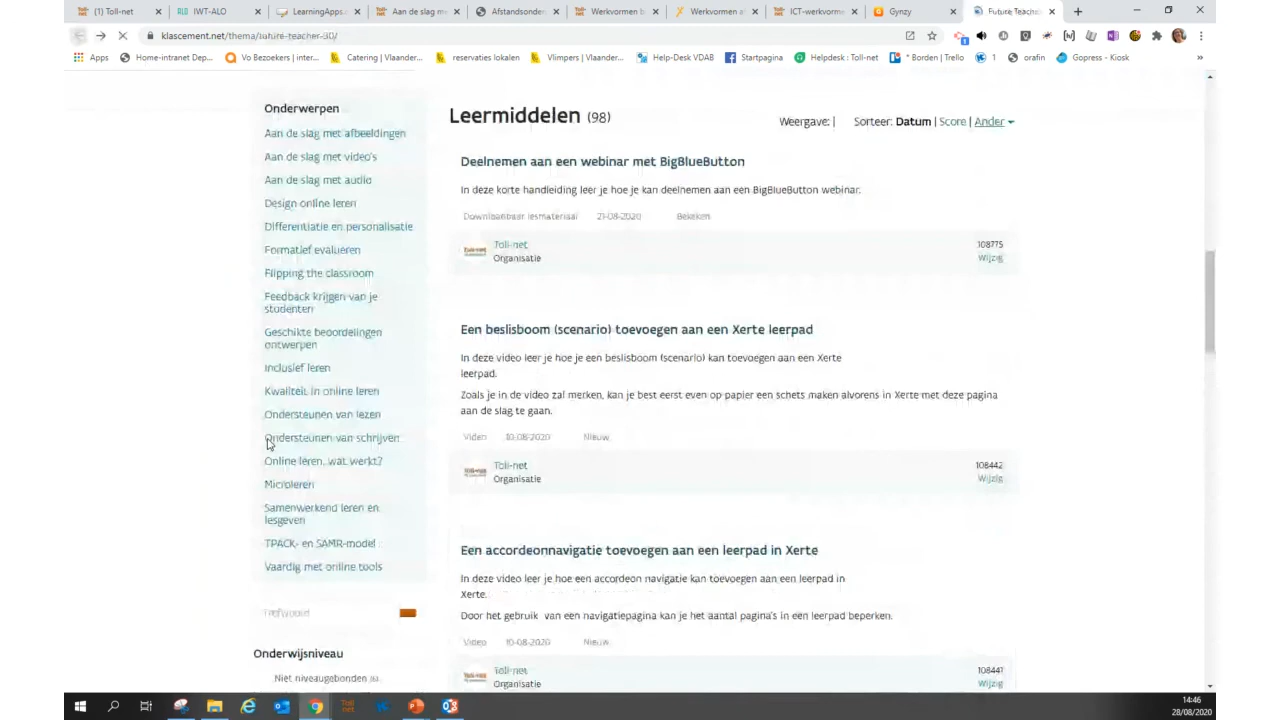 Toll-net
IWT-ALO
LearningApps.
Aan de slag m
Afstandsonde
Werkvormen b
Werkvormen a
ICT-werkvorme
Gynzy
Future Teache
klascement.net/thema/future-teacher-30/
Apps
Home-intranet Dep...
Vo Bezoekers | inter...
Catering | Vlaander...
reservaties lokalen
Vlimpers | Vlaander...
Help-Desk VDAB
Startpagina
Helpdesk : Toll-net
* Borden | Trello
1
orafin
Gopress - Kiosk
»
Onderwerpen
Aan de slag met afbeeldingen
Aan de slag met video's
Aan de slag met audio
Design online leren
Differentiatie en personalisatie
Formatief evalueren
Flipping the classroom
Feedback krijgen van je
studenten
Geschikte beoordelingen
ontwerpen
Inclusief leren
Kwaliteit in online leren
Ondersteunen van lezen
Ondersteunen van schrijven
Online leren, wat werkt?
Microleren
Samenwerkend leren en
lesgeven
TPACK- en SAMR-model
Vaardig met online tools
Trefwoord
Onderwijsniveau
Niet niveaugebonden
Leermiddelen (98)
Weergave: | Sorteer: Datum | Score | Ander
Deelnemen aan een webinar met BigBlueButton
In deze korte handleiding leer je hoe je kan deelnemen aan een BigBlueButton webinar.
Downloadbaar lesmateriaal 21-08-2020 Bekeken
Toll-net 108775
Organisatie Wijzig
Een beslisboom (scenario) toevoegen aan een Xerte leerpad
In deze video leer je hoe je een beslisboom (scenario) kan toevoegen aan een Xerte
leerpad.
Zoals je in de video zal merken, kan je best eerst even op papier een schets maken alvorens in Xerte met deze pagina
aan de slag te gaan.
Video 10-08-2020 Nieuw
Toll-net 108442
Organisatie Wijzig
Een accordeonnavigatie toevoegen aan een leerpad in Xerte
In deze video leer je hoe een accordeon navigatie kan toevoegen aan een leerpad in
Xerte.
Door het gebruik van een navigatiepagina kan je het aantal pagina's in een leerpad beperken.
Video 10-08-2020 Nieuw
Toll-net 108441
Organisatie Wijzig
14:46
28/08/2020